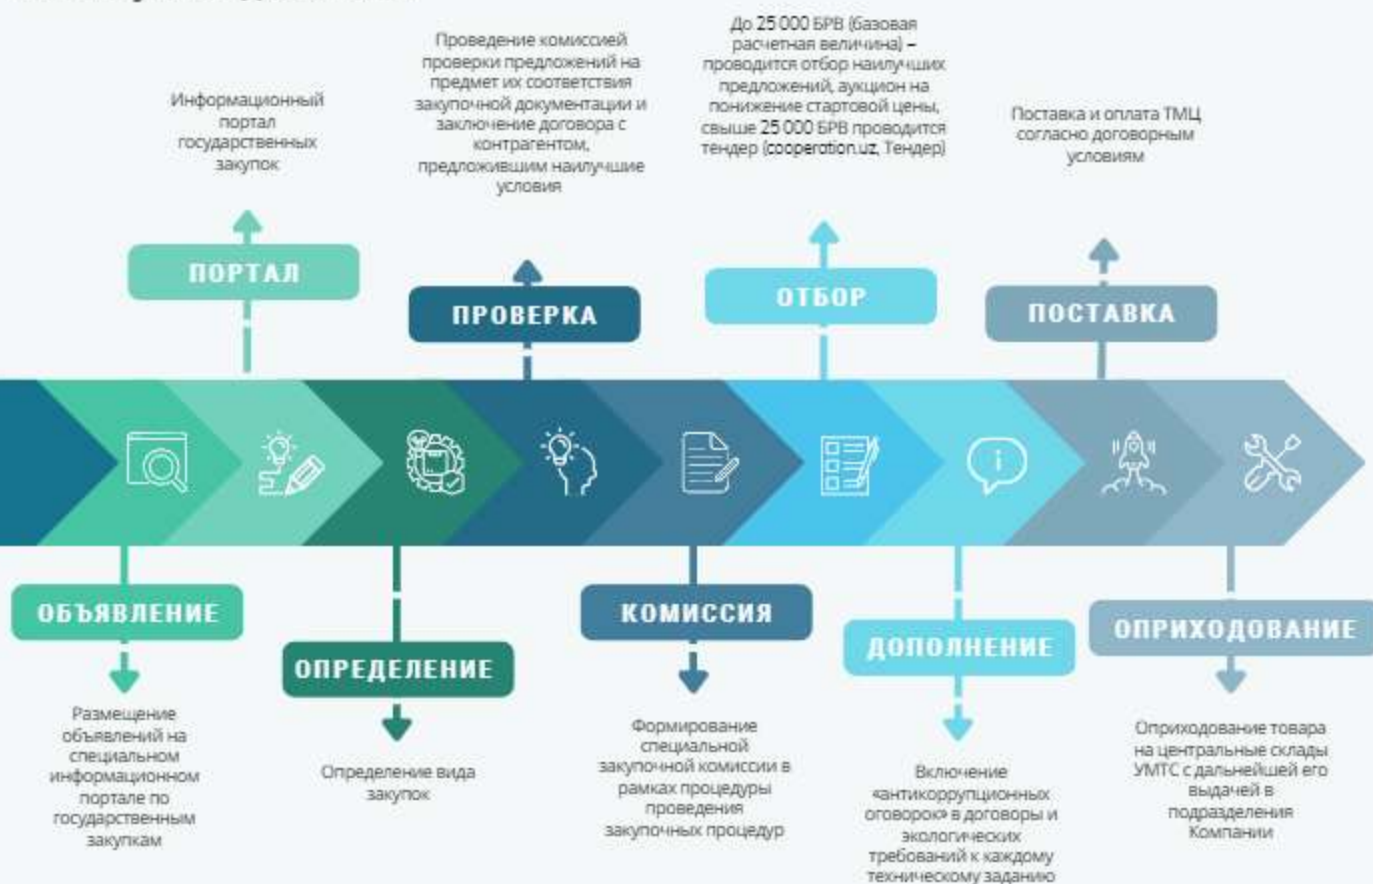 Информационный
портал
государственных
закупок
ПОРТАЛ
Проведение комиссией
проверки предложений на
предмет их соответствия
закупочной документации и
заключение договора с
контрагентом,
предложившим наилучшие
условия
ПРОВЕРКА
До 25 000 БРВ (базовая
расчетная величина) –
проводится отбор наилучших
предложений, аукцион на
понижение стартовой цены,
свыше 25 000 БРВ проводится
тендер (cooperation.uz, Тендер)
ОТБОР
Поставка и оплата ТМЦ
согласно договорным
условиям
ПОСТАВКА
ОБЪЯВЛЕНИЕ
Размещение
объявлений на
специальном
информационном
портале по
государственным
закупкам
ОПРЕДЕЛЕНИЕ
Определение вида
закупок
КОМИССИЯ
Формирование
специальной
закупочной комиссии в
рамках процедуры
проведения
закупочных процедур
ДОПОЛНЕНИЕ
Включение
«антикоррупционных
оговорок» в договоры и
экологических
требований к каждому
техническому заданию
ОПРИХОДОВАНИЕ
Оприходование товара
на центральные склады
УМТС с дальнейшей его
выдачей в
подразделения
Компании